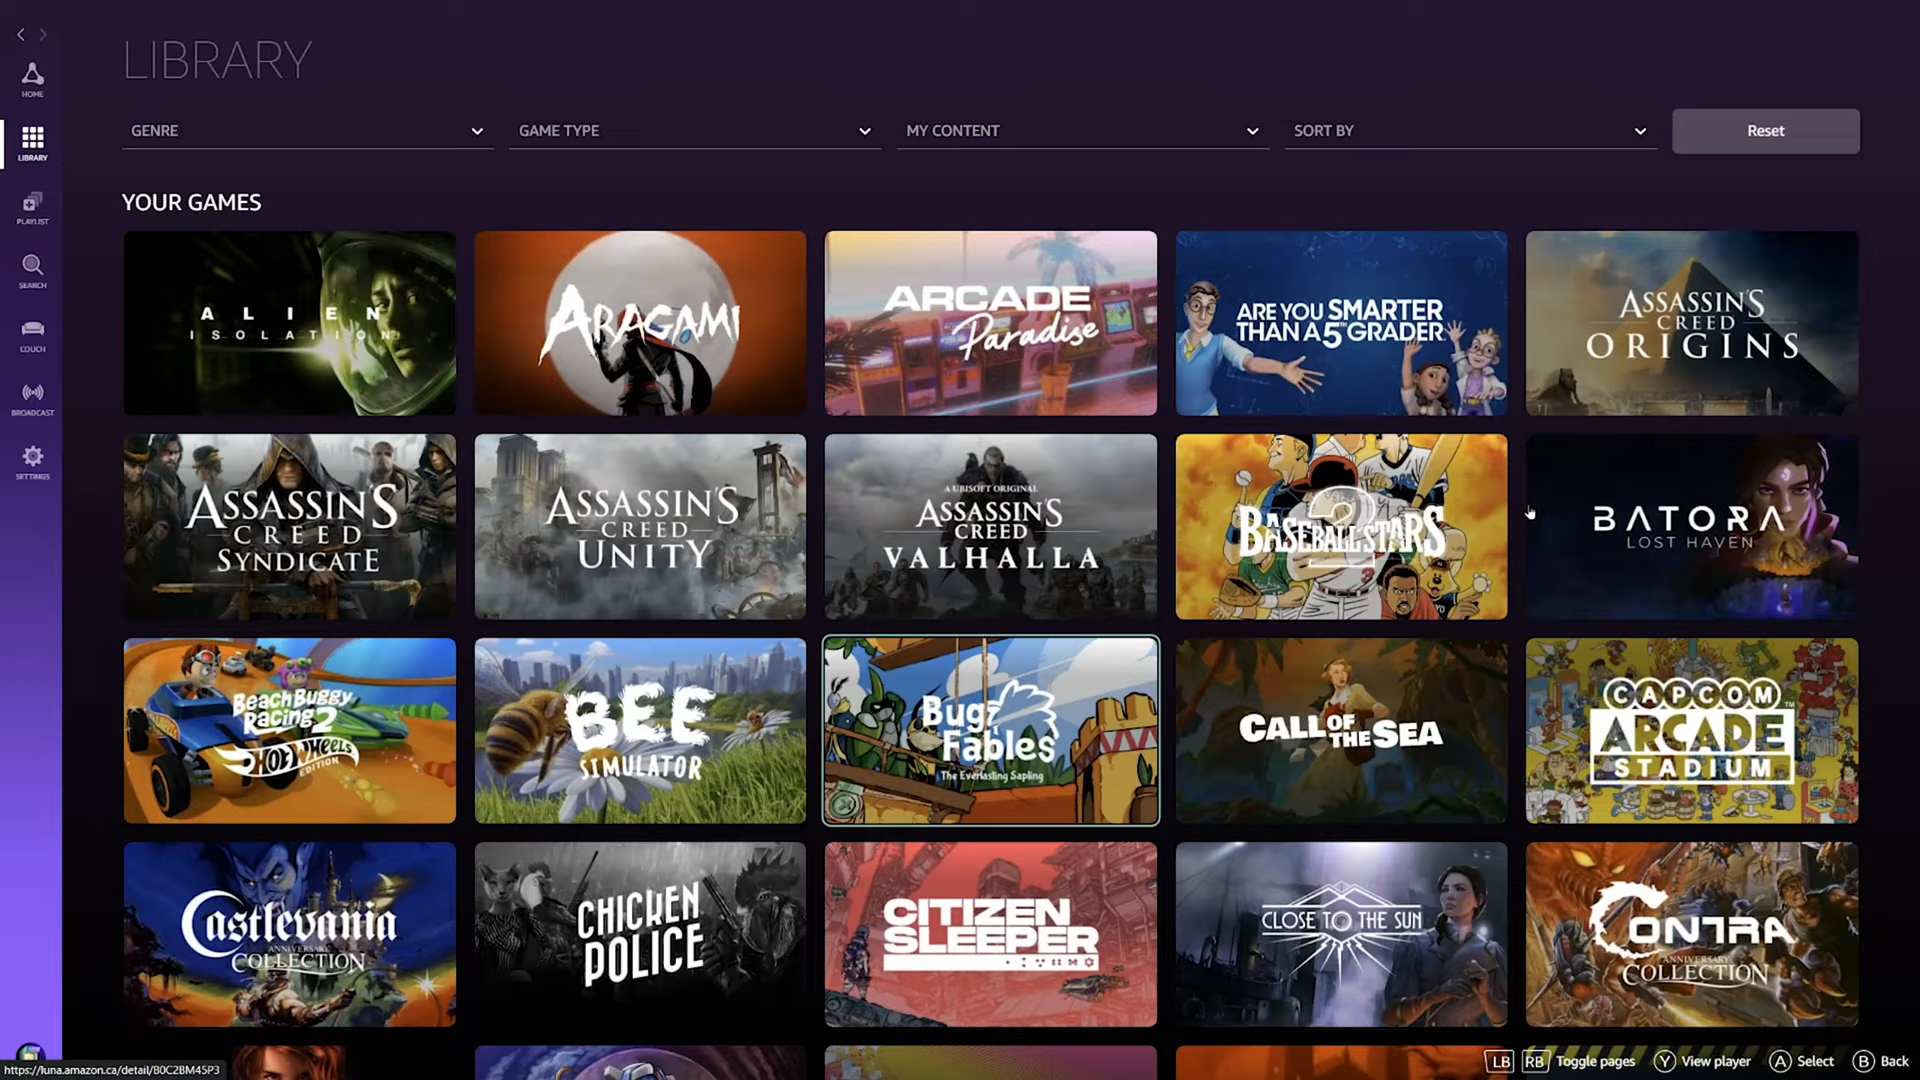 LIBRARY
HOME
LIBRARY
PLAYLIST
SEARCH
COUCH
BROADCAST
SETTINGS
GENRE
GAME TYPE
MY CONTENT
SORT BY
Reset
YOUR GAMES
ALIEN
ISOLATION
ARAGAMI
ARCADE
Paradise
ARE YOU SMARTER
THAN A 5TH GRADER
ASSASSIN'S
CREED
ORIGINS
ASSASSIN'S
CREED
SYNDICATE
ASSASSIN'S
CREED
UNITY
A UBISOFT ORIGINAL
ASSASSIN'S
CREED
VALHALLA
2
BASEBALL STARS
BATORA
LOST HAVEN
Beach Buggy
Racing 2
HOT WHEELS
EDITION
BEE
SIMULATOR
Bug
Fables
The Everlasting Sapling
CALL OF THE SEA
CAPCOM™
ARCADE
STADIUM
Castlevania
ANNIVERSARY
COLLECTION
CHICKEN
POLICE
CITIZEN
SLEEPER
CLOSE TO THE SUN
CONTRA
ANNIVERSARY
COLLECTION
https://luna.amazon.ca/detail/B0C2BM45P3
LB RB Toggle pages Y View player A Select B Back